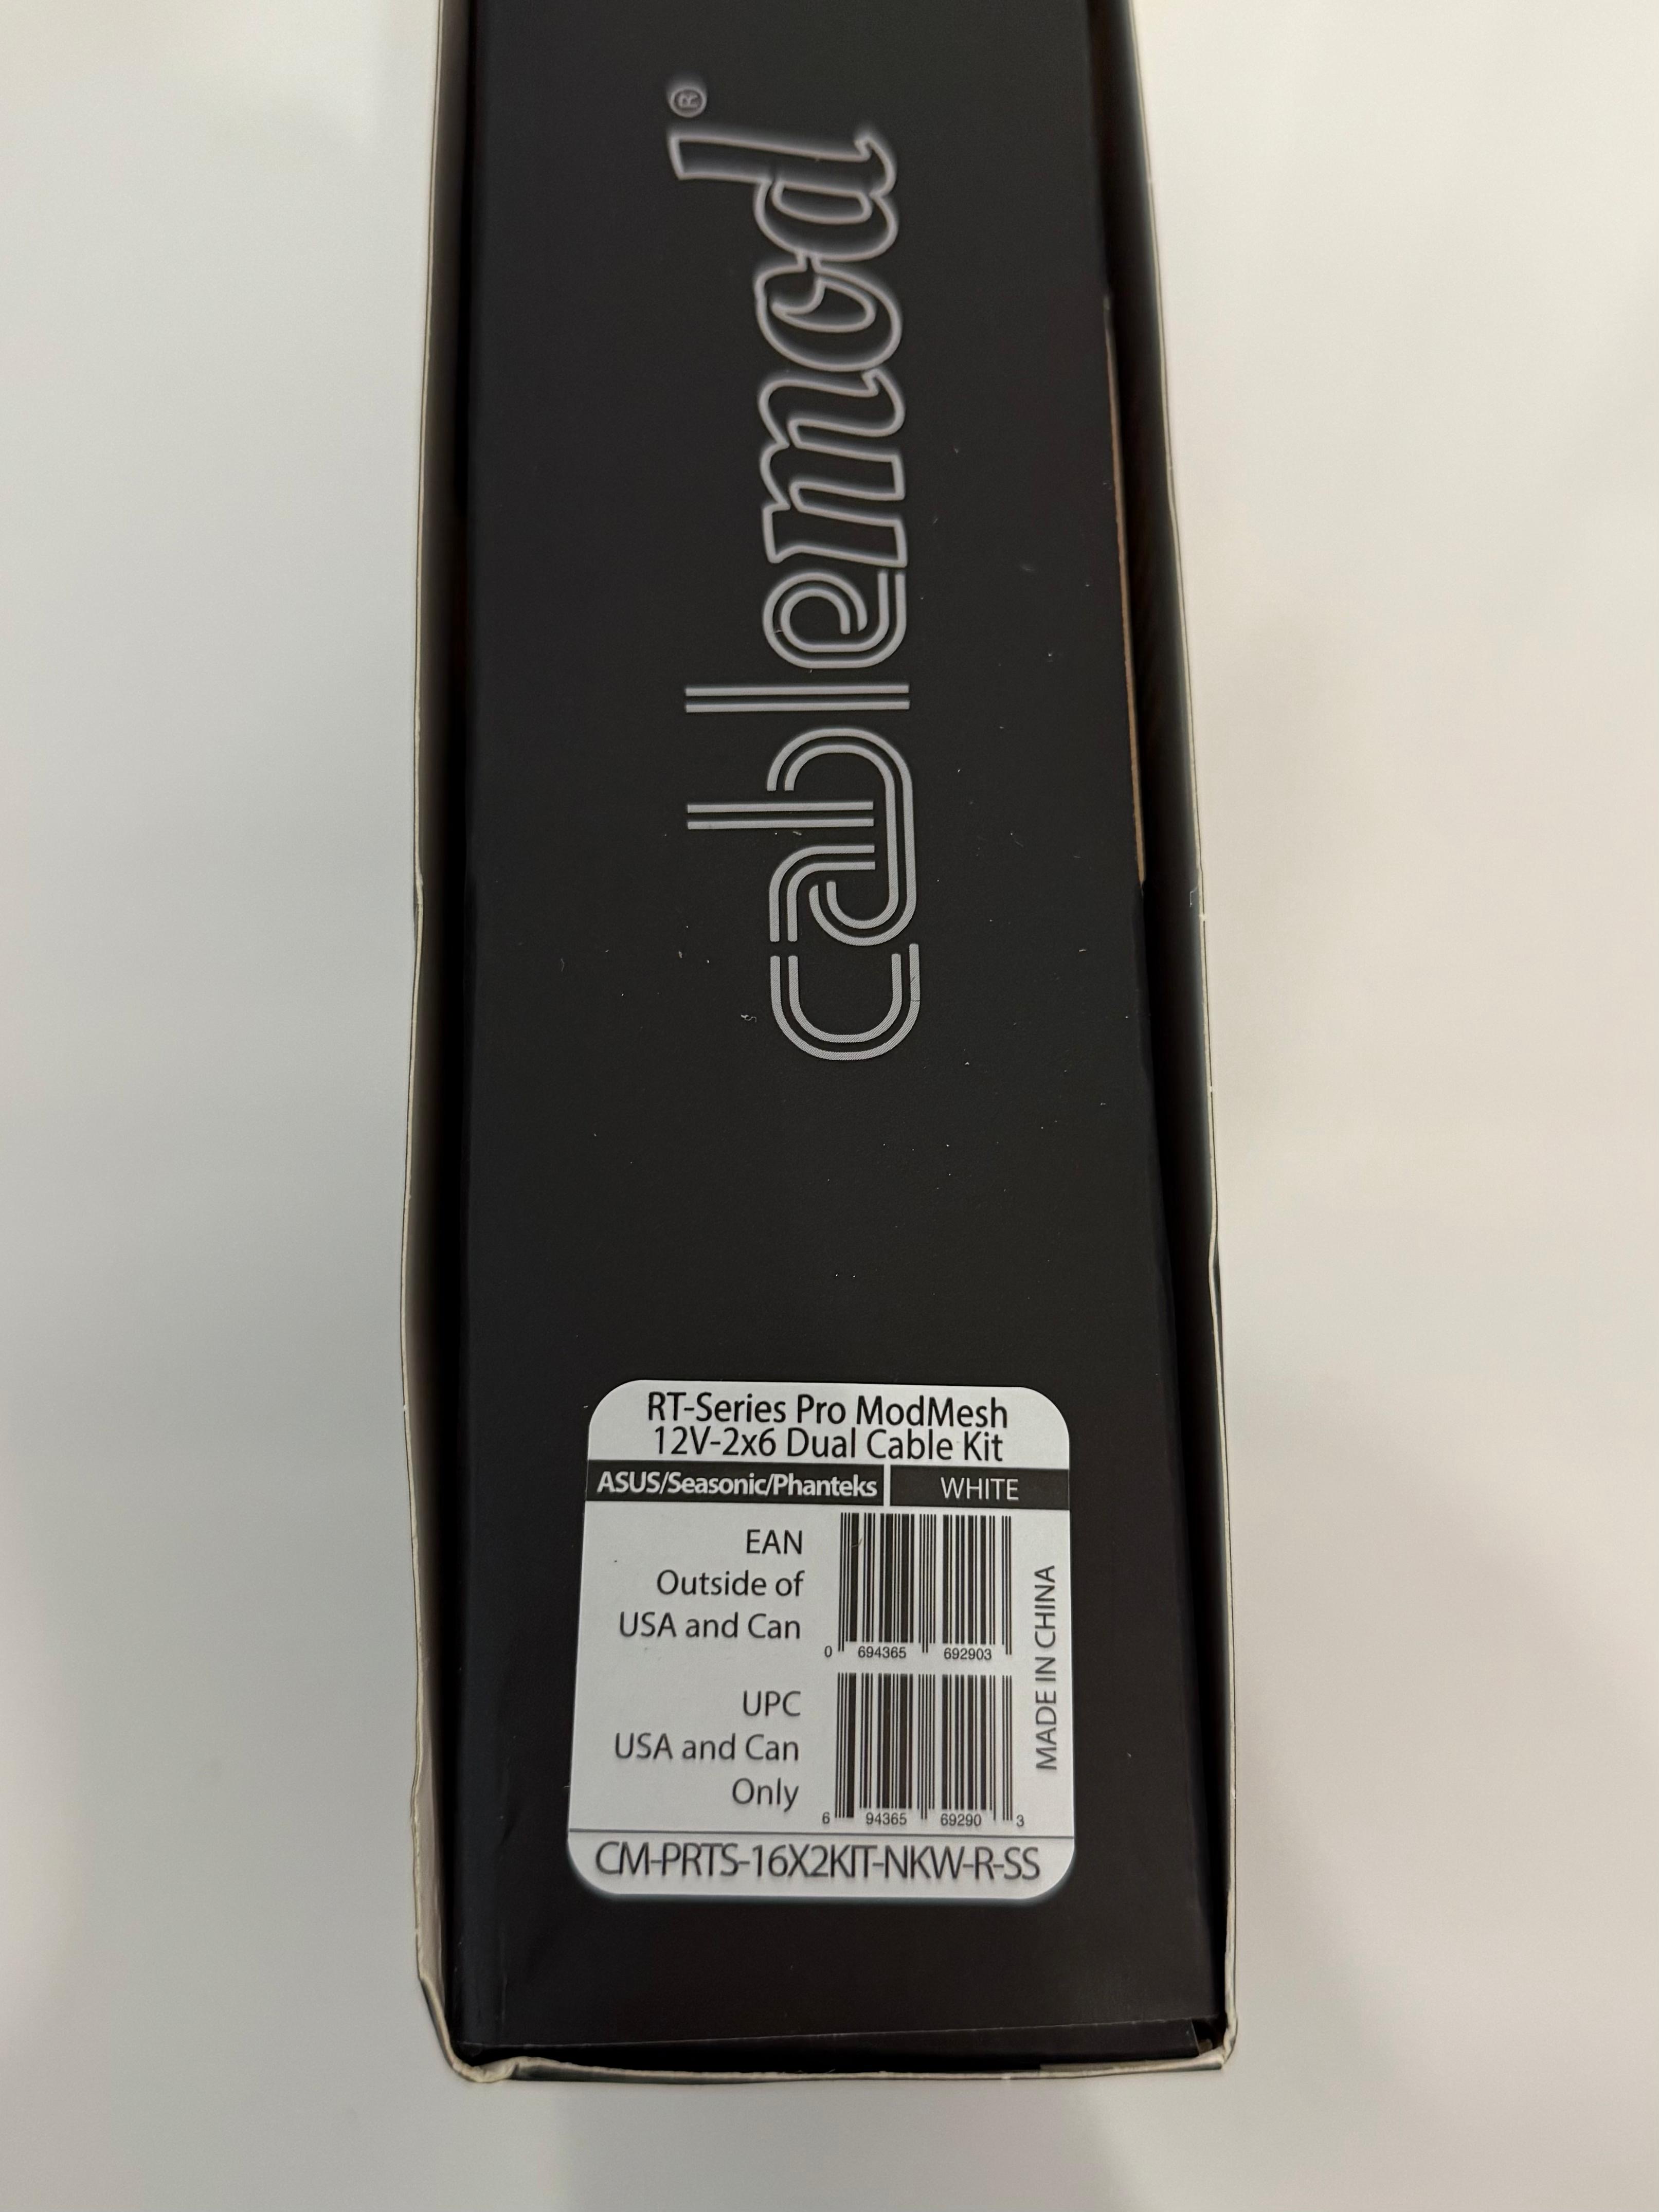 cablemod®
RT-Series Pro ModMesh
12V-2x6 Dual Cable Kit
ASUS/Seasonic/Phanteks WHITE
EAN
Outside of
USA and Can
0 694365 692903
UPC
USA and Can
Only
6 94365 69290 3
MADE IN CHINA
CM-PRTS-16X2KIT-NKW-R-SS